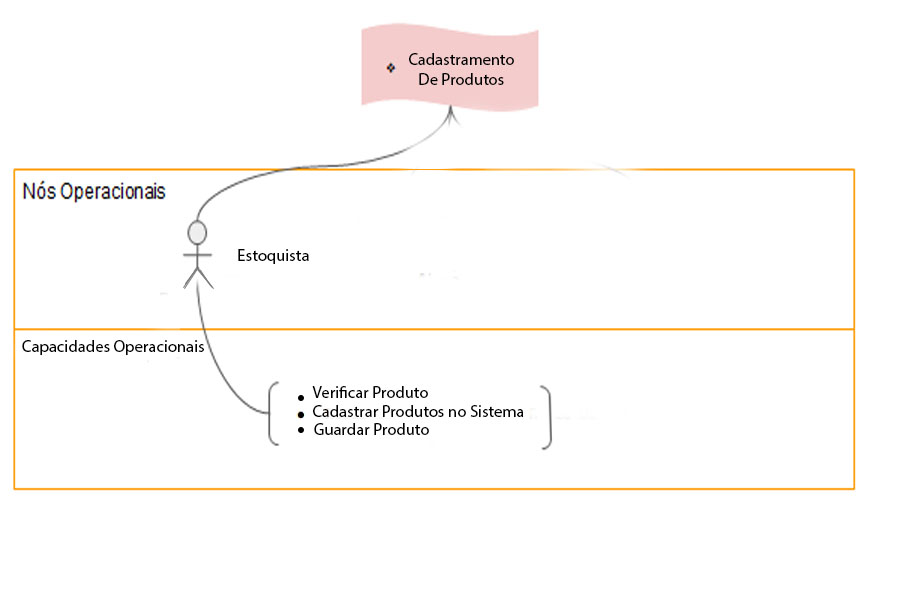 Cadastramento
De Produtos
Nós Operacionais
Estoquista
Capacidades Operacionais
Verificar Produto
Cadastrar Produtos no Sistema
Guardar Produto